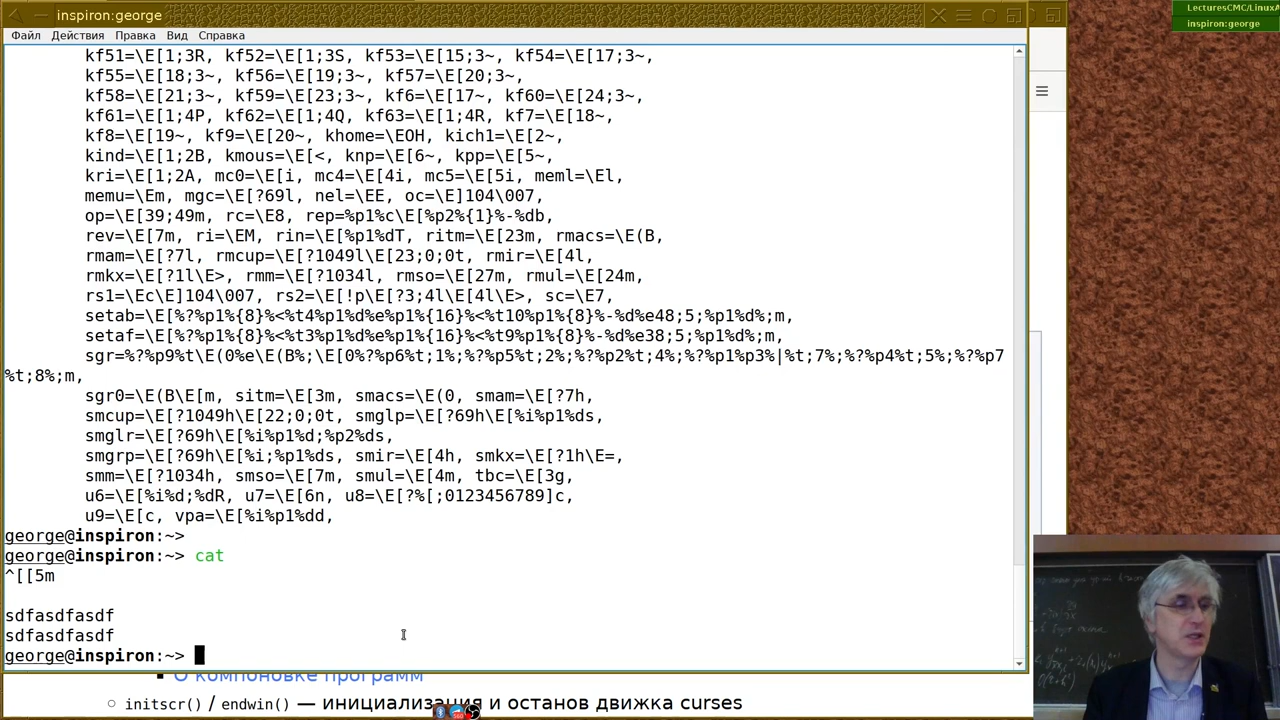 inspiron:george
LecturesCMC/LinuxA
inspiron:george
Файл Действия Правка Вид Справка
kf51=\E[1;3R, kf52=\E[1;3S, kf53=\E[15;3~, kf54=\E[17;3~,
kf55=\E[18;3~, kf56=\E[19;3~, kf57=\E[20;3~,
kf58=\E[21;3~, kf59=\E[23;3~, kf6=\E[17~, kf60=\E[24;3~,
kf61=\E[1;4P, kf62=\E[1;4Q, kf63=\E[1;4R, kf7=\E[18~,
kf8=\E[19~, kf9=\E[20~, khome=\EOH, kich1=\E[2~,
kind=\E[1;2B, kmous=\E[<, knp=\E[6~, kpp=\E[5~,
kri=\E[1;2A, mc0=\E[i, mc4=\E[4i, mc5=\E[5i, meml=\El,
memu=\Em, mgc=\E[?69l, nel=\EE, oc=\E]104\007,
op=\E[39;49m, rc=\E8, rep=%p1%c\E[%p2%{1}%-%db,
rev=\E[7m, ri=\EM, rin=\E[%p1%dT, ritm=\E[23m, rmacs=\E(B,
rmam=\E[?7l, rmcup=\E[?1049l\E[23;0;0t, rmir=\E[4l,
rmkx=\E[?1l\E>, rmm=\E[?1034l, rmso=\E[27m, rmul=\E[24m,
rs1=\Ec\E]104\007, rs2=\E[!p\E[?3;4l\E[4l\E>, sc=\E7,
setab=\E[%?%p1%{8}%<%t4%p1%d%e%p1%{16}%<%t10%p1%{8}%-%d%e48;5;%p1%d%;m,
setaf=\E[%?%p1%{8}%<%t3%p1%d%e%p1%{16}%<%t9%p1%{8}%-%d%e38;5;%p1%d%;m,
sgr=%?%p9%t\E(0%e\E(B%;\E[0%?%p6%t;1%;%?%p5%t;2%;%?%p2%t;4%;%?%p1%p3%|%t;7%;%?%p4%t;5%;%?%p7
%t;8%;m,
sgr0=\E(B\E[m, sitm=\E[3m, smacs=\E(0, smam=\E[?7h,
smcup=\E[?1049h\E[22;0;0t, smglp=\E[?69h\E[%i%p1%ds,
smglr=\E[?69h\E[%i%p1%d;%p2%ds,
smgrp=\E[?69h\E[%i;%p1%ds, smir=\E[4h, smkx=\E[?1h\E=,
smm=\E[?1034h, smso=\E[7m, smul=\E[4m, tbc=\E[3g,
u6=\E[%i%d;%dR, u7=\E[6n, u8=\E[?%[;0123456789]c,
u9=\E[c, vpa=\E[%i%p1%dd,
george@inspiron:~>
george@inspiron:~> cat
^[[5m
sdfasdfasdf
sdfasdfasdf
george@inspiron:~>
О компоновке программ
initscr() / endwin() — инициализация и останов движка curses